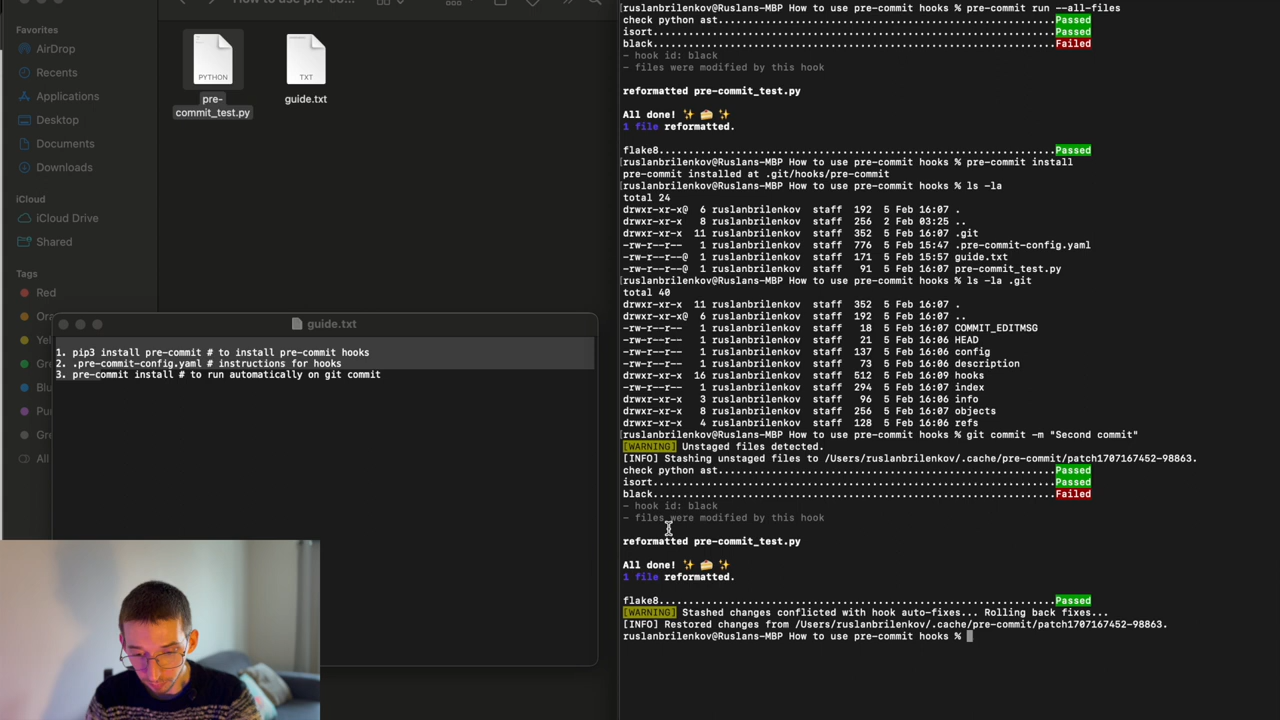 How to use pre-co...
Favorites
AirDrop
Recents
Applications
Desktop
Documents
Downloads
iCloud
iCloud Drive
Shared
Tags
Red
Ora
Yel
Gre
Blu
Pur
Gre
All
PYTHON
pre-
commit_test.py
TXT
guide.txt
guide.txt
1. pip3 install pre-commit # to install pre-commit hooks
2. .pre-commit-config.yaml # instructions for hooks
3. pre-commit install # to run automatically on git commit
[ruslanbrilenkov@Ruslans-MBP How to use pre-commit hooks % pre-commit run --all-files
check python ast.........................................................Passed
isort....................................................................Passed
black....................................................................Failed
- hook id: black
- files were modified by this hook
reformatted pre-commit_test.py
All done! ✨ 🍰 ✨
1 file reformatted.
flake8...................................................................Passed
[ruslanbrilenkov@Ruslans-MBP How to use pre-commit hooks % pre-commit install
pre-commit installed at .git/hooks/pre-commit
[ruslanbrilenkov@Ruslans-MBP How to use pre-commit hooks % ls -la
total 24
drwxr-xr-x@ 6 ruslanbrilenkov staff 192 5 Feb 16:07 .
drwxr-xr-x 8 ruslanbrilenkov staff 256 2 Feb 03:25 ..
drwxr-xr-x 11 ruslanbrilenkov staff 352 5 Feb 16:07 .git
-rw-r--r-- 1 ruslanbrilenkov staff 776 5 Feb 15:47 .pre-commit-config.yaml
-rw-r--r--@ 1 ruslanbrilenkov staff 171 5 Feb 15:57 guide.txt
-rw-r--r--@ 1 ruslanbrilenkov staff 91 5 Feb 16:07 pre-commit_test.py
[ruslanbrilenkov@Ruslans-MBP How to use pre-commit hooks % ls -la .git
total 40
drwxr-xr-x 11 ruslanbrilenkov staff 352 5 Feb 16:07 .
drwxr-xr-x@ 6 ruslanbrilenkov staff 192 5 Feb 16:07 ..
-rw-r--r-- 1 ruslanbrilenkov staff 18 5 Feb 16:07 COMMIT_EDITMSG
-rw-r--r-- 1 ruslanbrilenkov staff 21 5 Feb 16:06 HEAD
-rw-r--r-- 1 ruslanbrilenkov staff 137 5 Feb 16:06 config
-rw-r--r-- 1 ruslanbrilenkov staff 73 5 Feb 16:06 description
drwxr-xr-x 16 ruslanbrilenkov staff 512 5 Feb 16:09 hooks
-rw-r--r-- 1 ruslanbrilenkov staff 294 5 Feb 16:07 index
drwxr-xr-x 3 ruslanbrilenkov staff 96 5 Feb 16:06 info
drwxr-xr-x 8 ruslanbrilenkov staff 256 5 Feb 16:07 objects
drwxr-xr-x 4 ruslanbrilenkov staff 128 5 Feb 16:06 refs
[ruslanbrilenkov@Ruslans-MBP How to use pre-commit hooks % git commit -m "Second commit"
[WARNING] Unstaged files detected.
[INFO] Stashing unstaged files to /Users/ruslanbrilenkov/.cache/pre-commit/patch1707167452-98863.
check python ast.........................................................Passed
isort....................................................................Passed
black....................................................................Failed
- hook id: black
- files were modified by this hook
reformatted pre-commit_test.py
All done! ✨ 🍰 ✨
1 file reformatted.
flake8...................................................................Passed
[WARNING] Stashed changes conflicted with hook auto-fixes... Rolling back fixes...
[INFO] Restored changes from /Users/ruslanbrilenkov/.cache/pre-commit/patch1707167452-98863.
ruslanbrilenkov@Ruslans-MBP How to use pre-commit hooks %